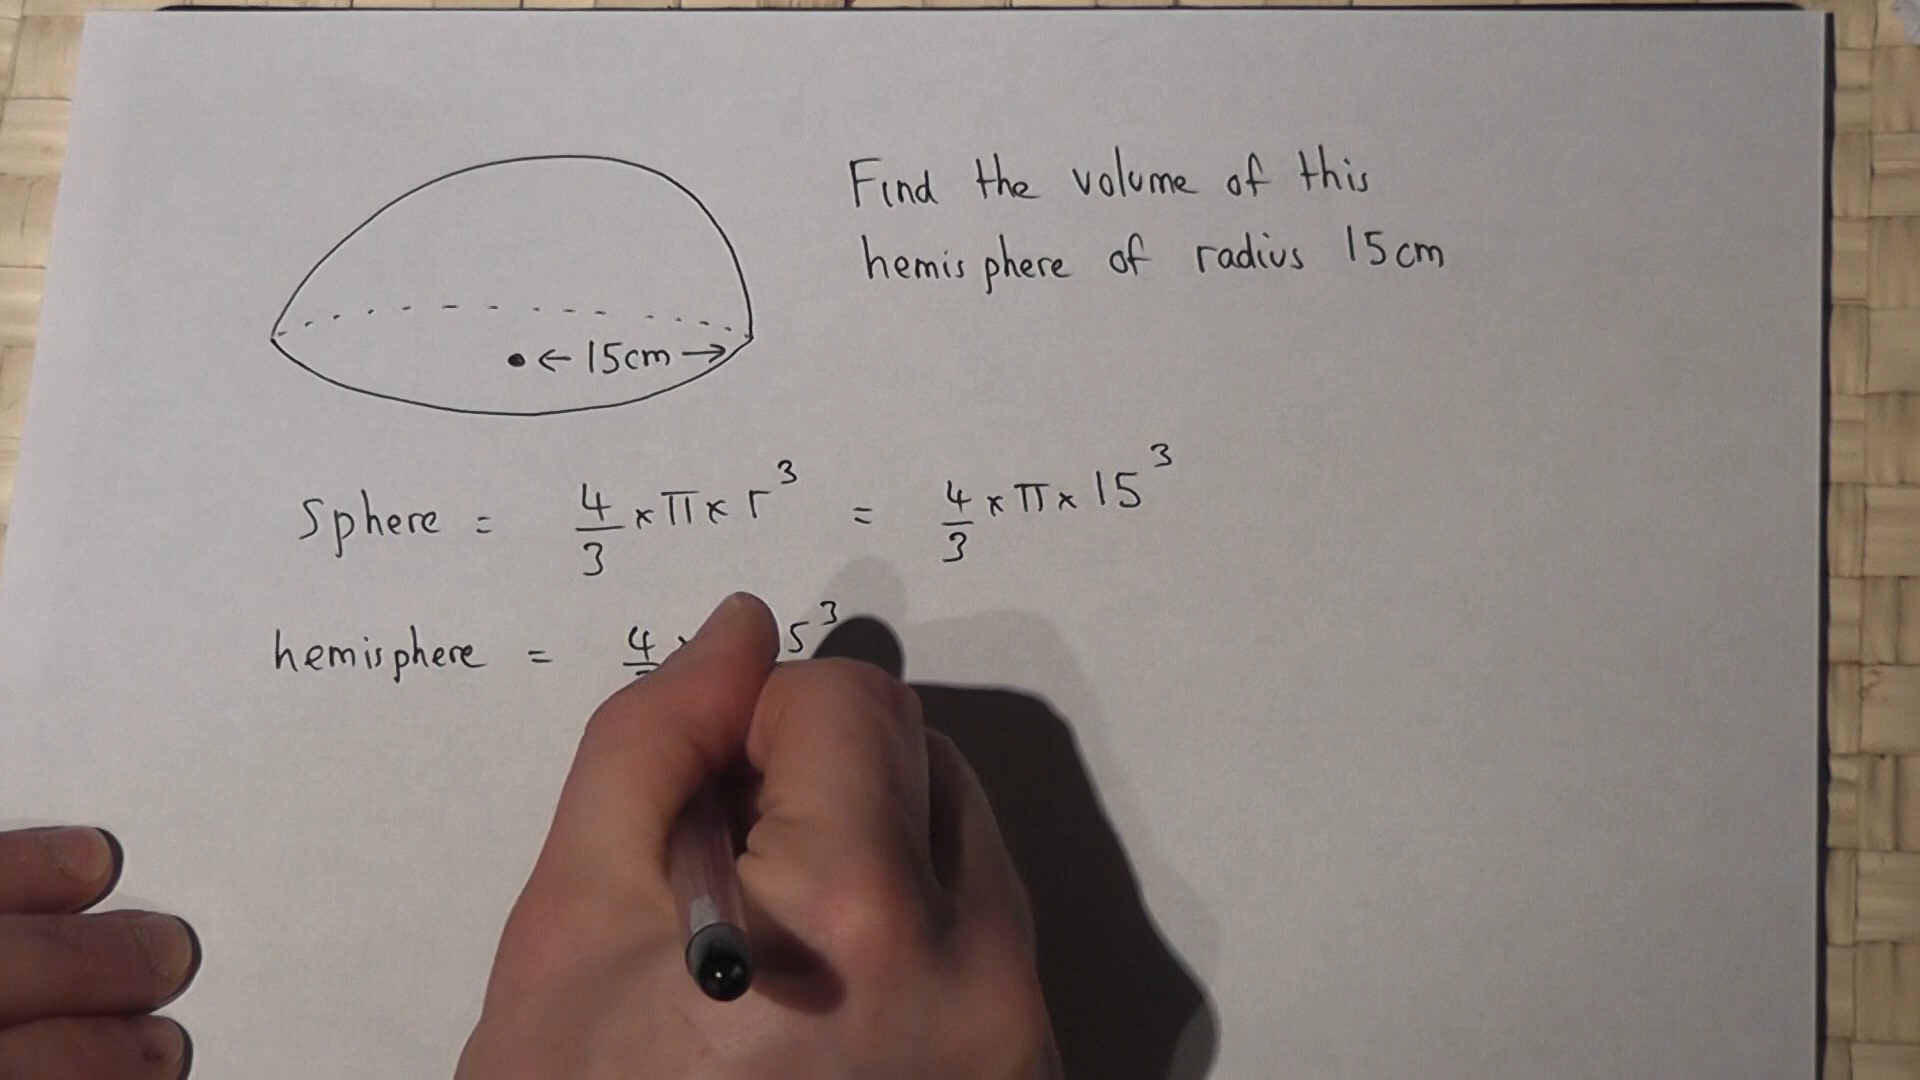 Find the volume of this
hemisphere of radius 15cm
← 15cm →
Sphere = 4/3 × π × r³ = 4/3 × π × 15³
hemisphere = 4 5³